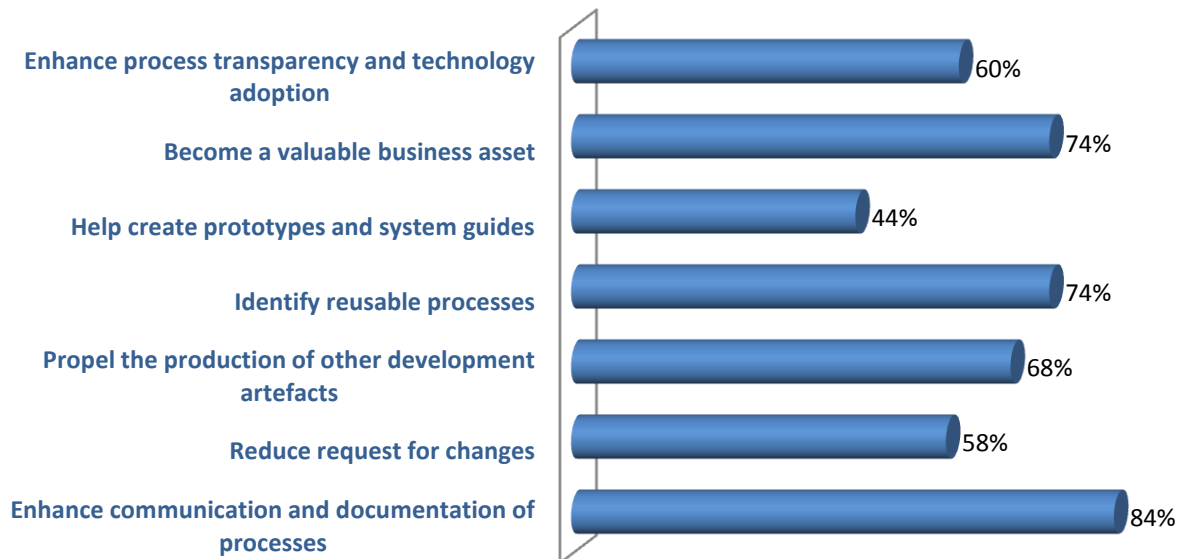 Enhance process transparency and technology
adoption
60%
Become a valuable business asset
74%
Help create prototypes and system guides
44%
Identify reusable processes
74%
Propel the production of other development
artefacts
68%
Reduce request for changes
58%
Enhance communication and documentation of
processes
84%